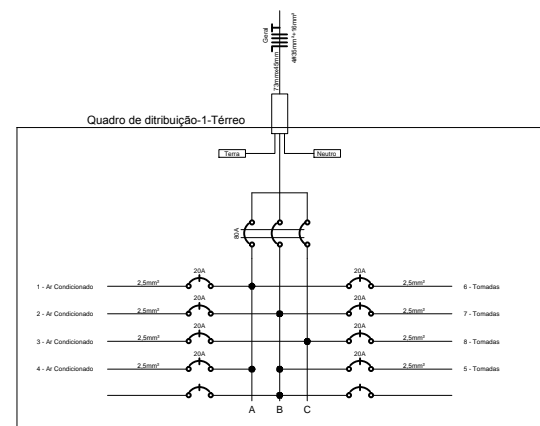 Geral
4#35mm²+16mm²
73mmx45mm
Quadro de ditribuição-1-Térreo
Terra
Neutro
80A
20A
20A
1 - Ar Condicionado
2,5mm²
2,5mm²
6 - Tomadas
20A
20A
2 - Ar Condicionado
2,5mm²
2,5mm²
7 - Tomadas
20A
20A
3 - Ar Condicionado
2,5mm²
2,5mm²
8 - Tomadas
20A
20A
4 - Ar Condicionado
2,5mm²
2,5mm²
5 - Tomadas
A
B
C